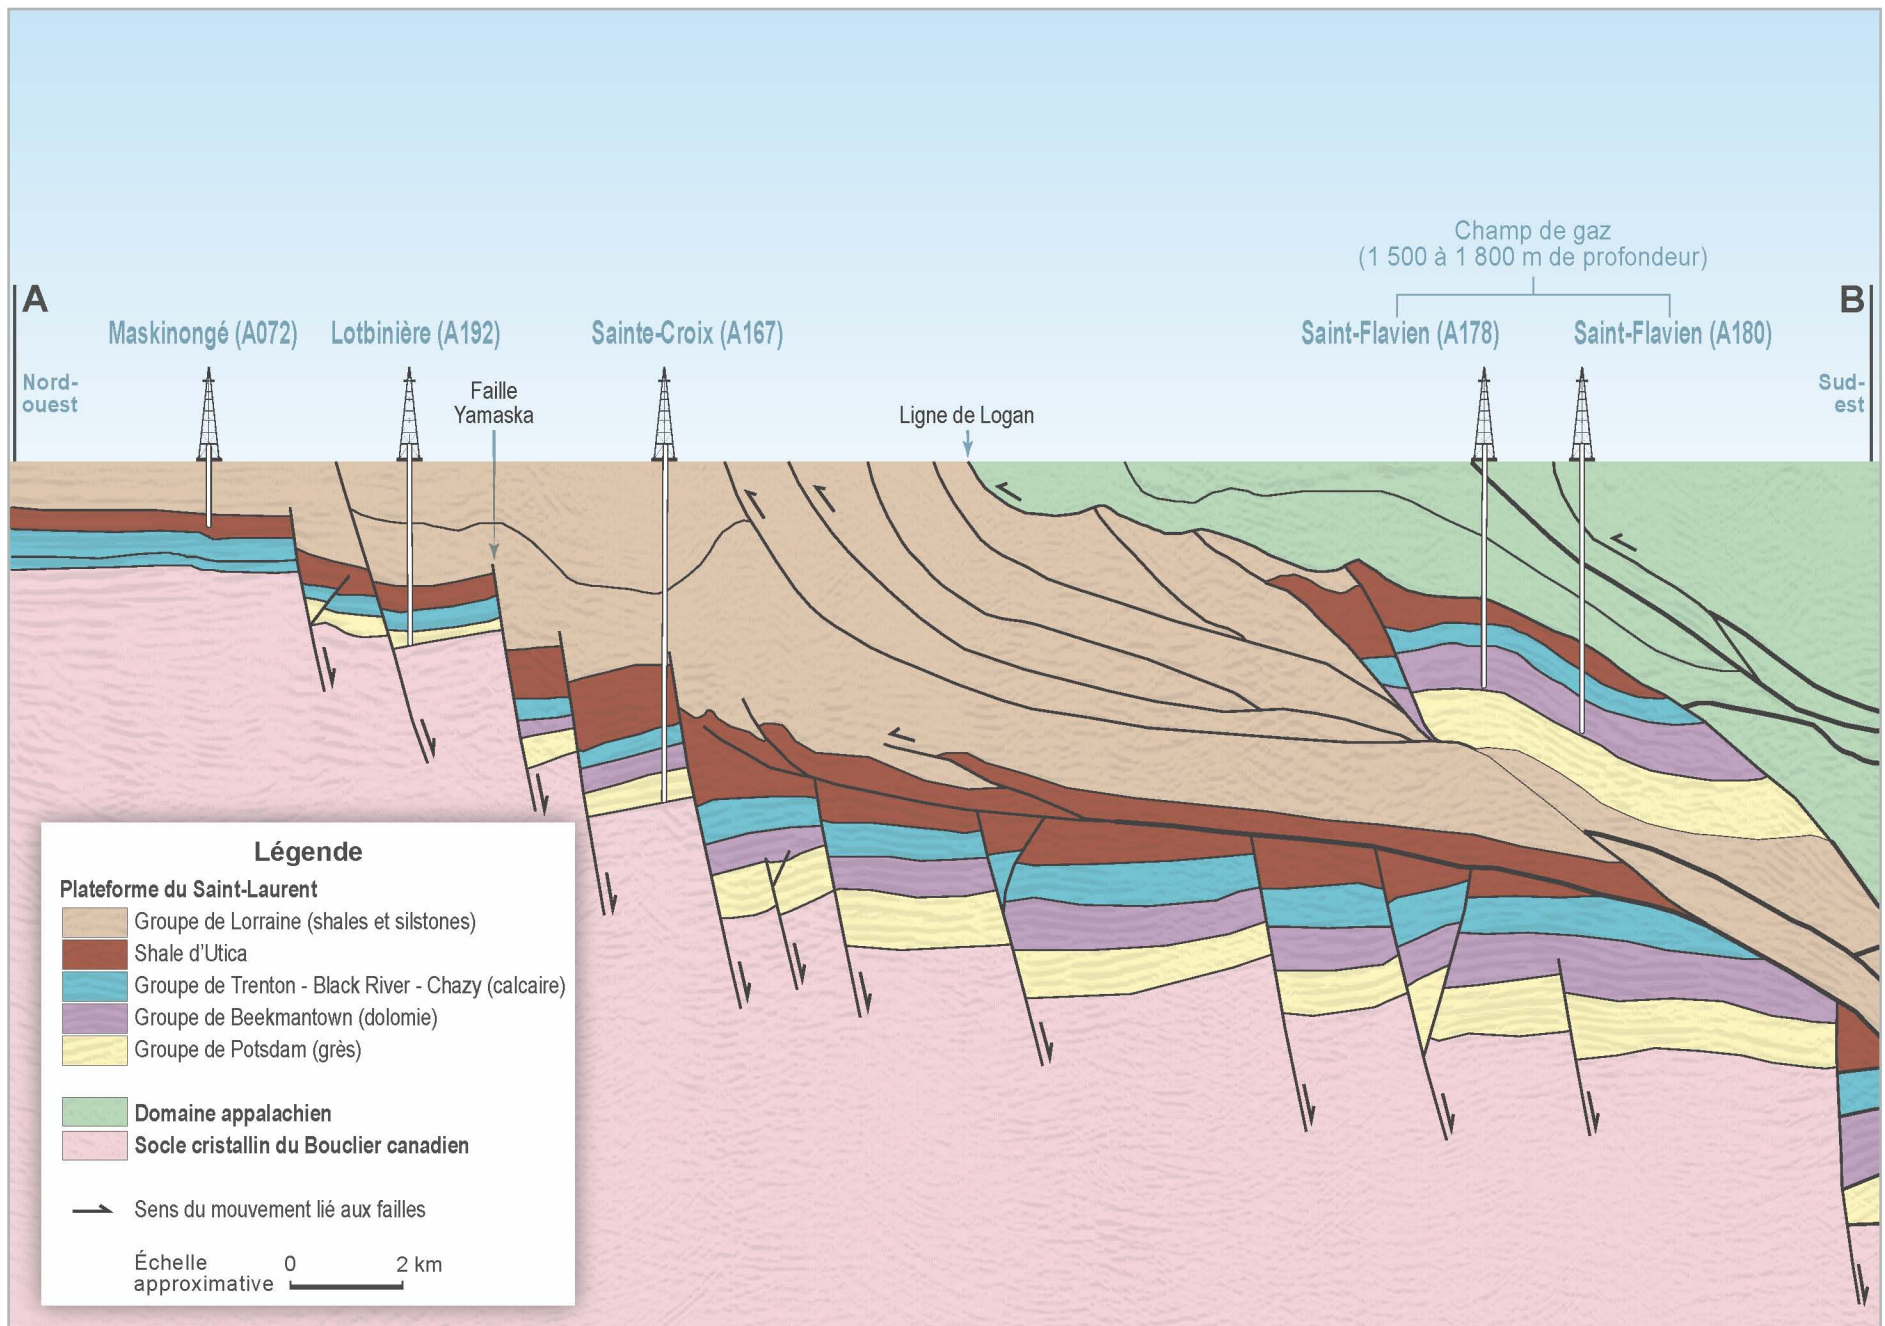 Champ de gaz
(1 500 à 1 800 m de profondeur)
A
B
Maskinongé (A072)
Lotbinière (A192)
Sainte-Croix (A167)
Saint-Flavien (A178)
Saint-Flavien (A180)
Nord-
ouest
Faille
Yamaska
Ligne de Logan
Sud-
est
Légende
Plateforme du Saint-Laurent
Groupe de Lorraine (shales et silstones)
Shale d'Utica
Groupe de Trenton - Black River - Chazy (calcaire)
Groupe de Beekmantown (dolomie)
Groupe de Potsdam (grès)
Domaine appalachien
Socle cristallin du Bouclier canadien
Sens du mouvement lié aux failles
Échelle
approximative
0 2 km